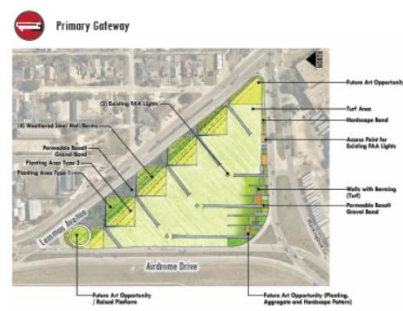 Primary Gateway
NORTH
Future Art Opportunity
(2) Existing FAA Lights
Turf Area
Hardscape Band
(4) Weathered Steel Wall/Berms
Access Point for
Existing FAA Lights
Permeable Basalt
Gravel Band
Planting Area Type 2
Planting Area Type 1
Walls with Berming
(Turf)
Permeable Basalt
Gravel Band
Lemmon Avenue
Airdrome Drive
Future Art Opportunity
/ Raised Platform
Future Art Opportunity (Planting,
Aggregate and Hardscape Pattern)